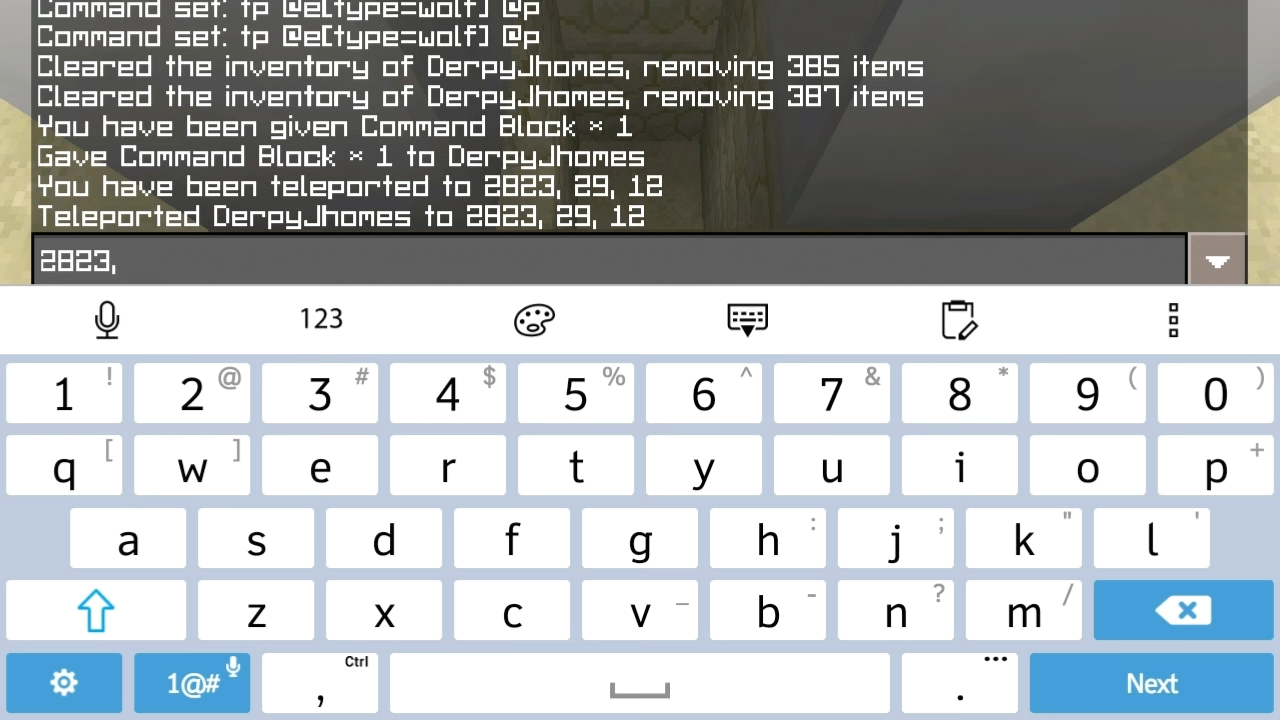 Command set: tp @e[type=wolf] @p
Command set: tp @e[type=wolf] @p
Cleared the inventory of DerpyJhomes, removing 385 items
Cleared the inventory of DerpyJhomes, removing 387 items
You have been given Command Block × 1
Gave Command Block × 1 to DerpyJhomes
You have been teleported to 2823, 29, 12
Teleported DerpyJhomes to 2823, 29, 12
2823,
123
1 ! 2 @ 3 # 4 $ 5 % 6 ^ 7 & 8 * 9 ( 0 )
q [ w ] e r t y u i o p +
a s d f g h : j ; k " l '
z x c v _ b - n ? m /
1@# , Ctrl . ... Next